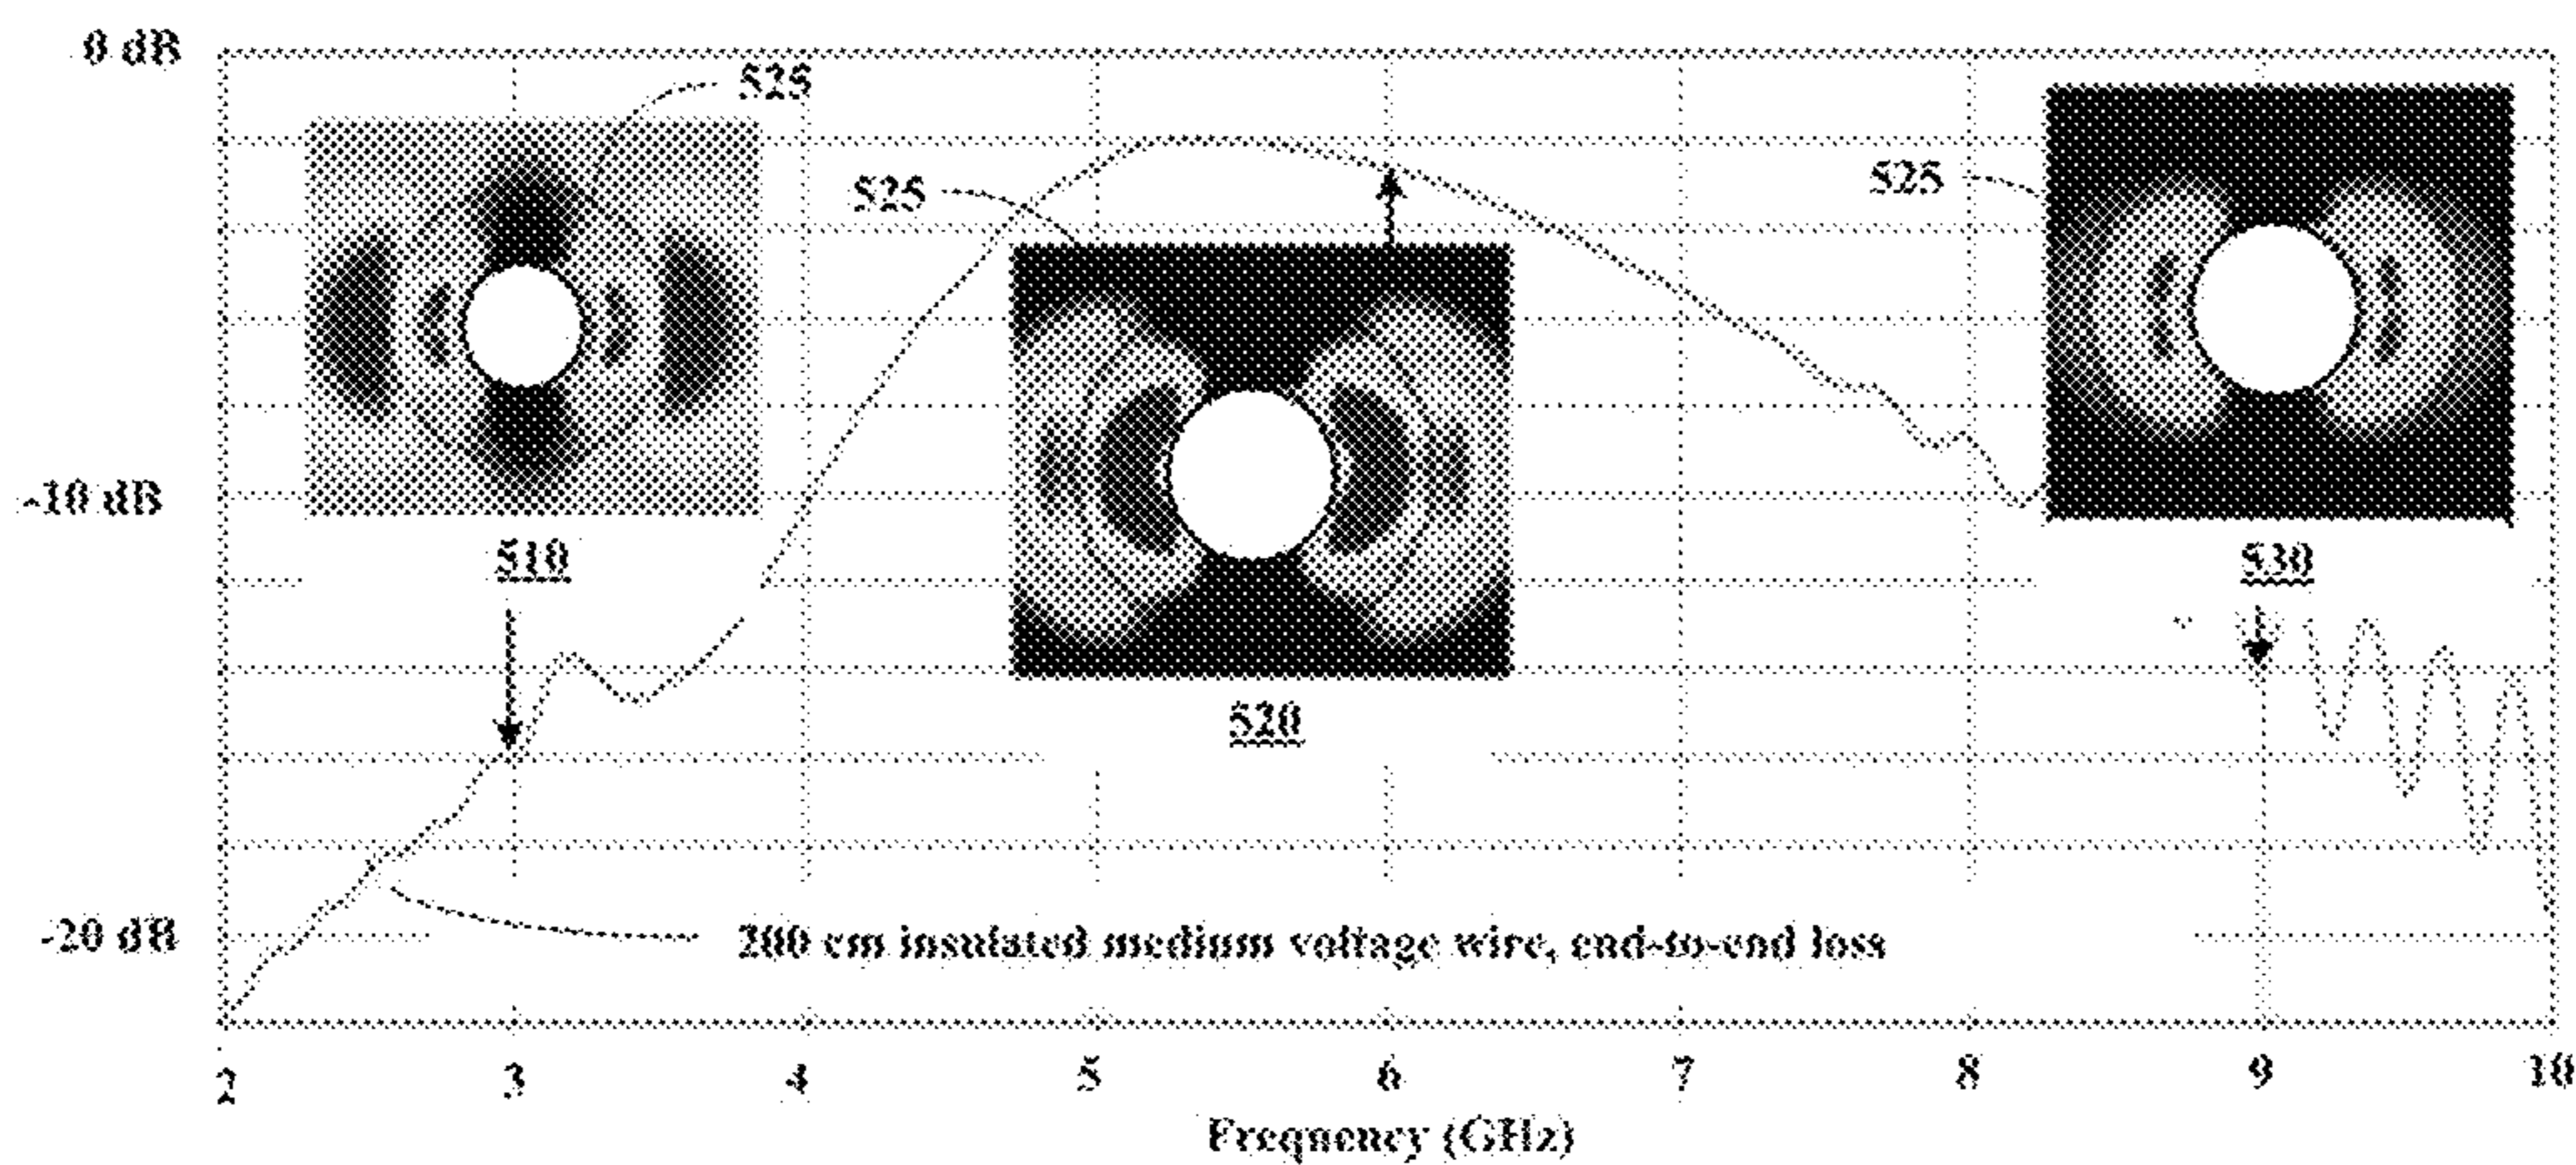 0 dB
525
525
525
-10 dB
510
530
520
-20 dB
200 cm insulated medium voltage wire, end-to-end loss
2 3 4 5 6 7 8 9 10
Frequency (GHz)